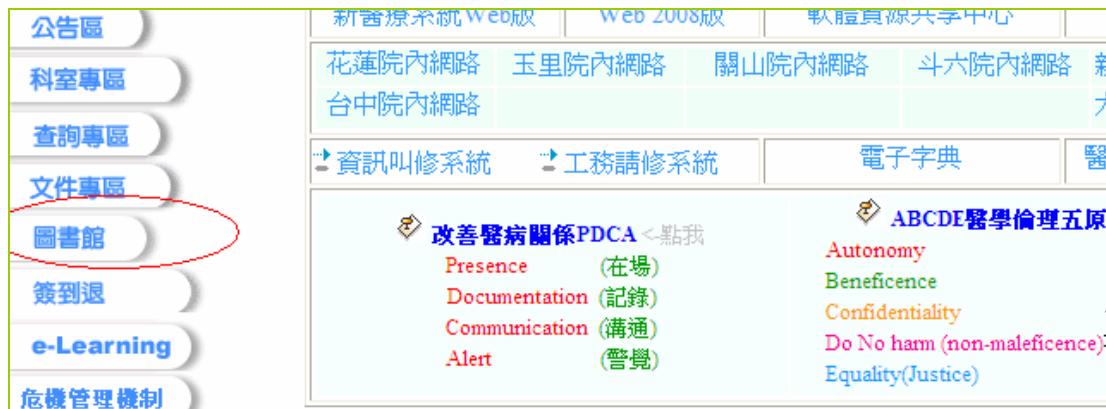 公告區
科室專區
查詢專區
文件專區
圖書館
簽到退
e-Learning
危機管理機制
新醫療系統Web版 Web 2008版 軟體資源共享中心
花蓮院內網路 玉里院內網路 關山院內網路 斗六院內網路
台中院內網路
資訊叫修系統 工務請修系統 電子字典 醫
改善醫病關係PDCA <-點我
Presence (在場)
Documentation (記錄)
Communication (溝通)
Alert (警覺)
ABCDE醫學倫理五原
Autonomy
Beneficence
Confidentiality
Do No harm (non-maleficence)
Equality(Justice)